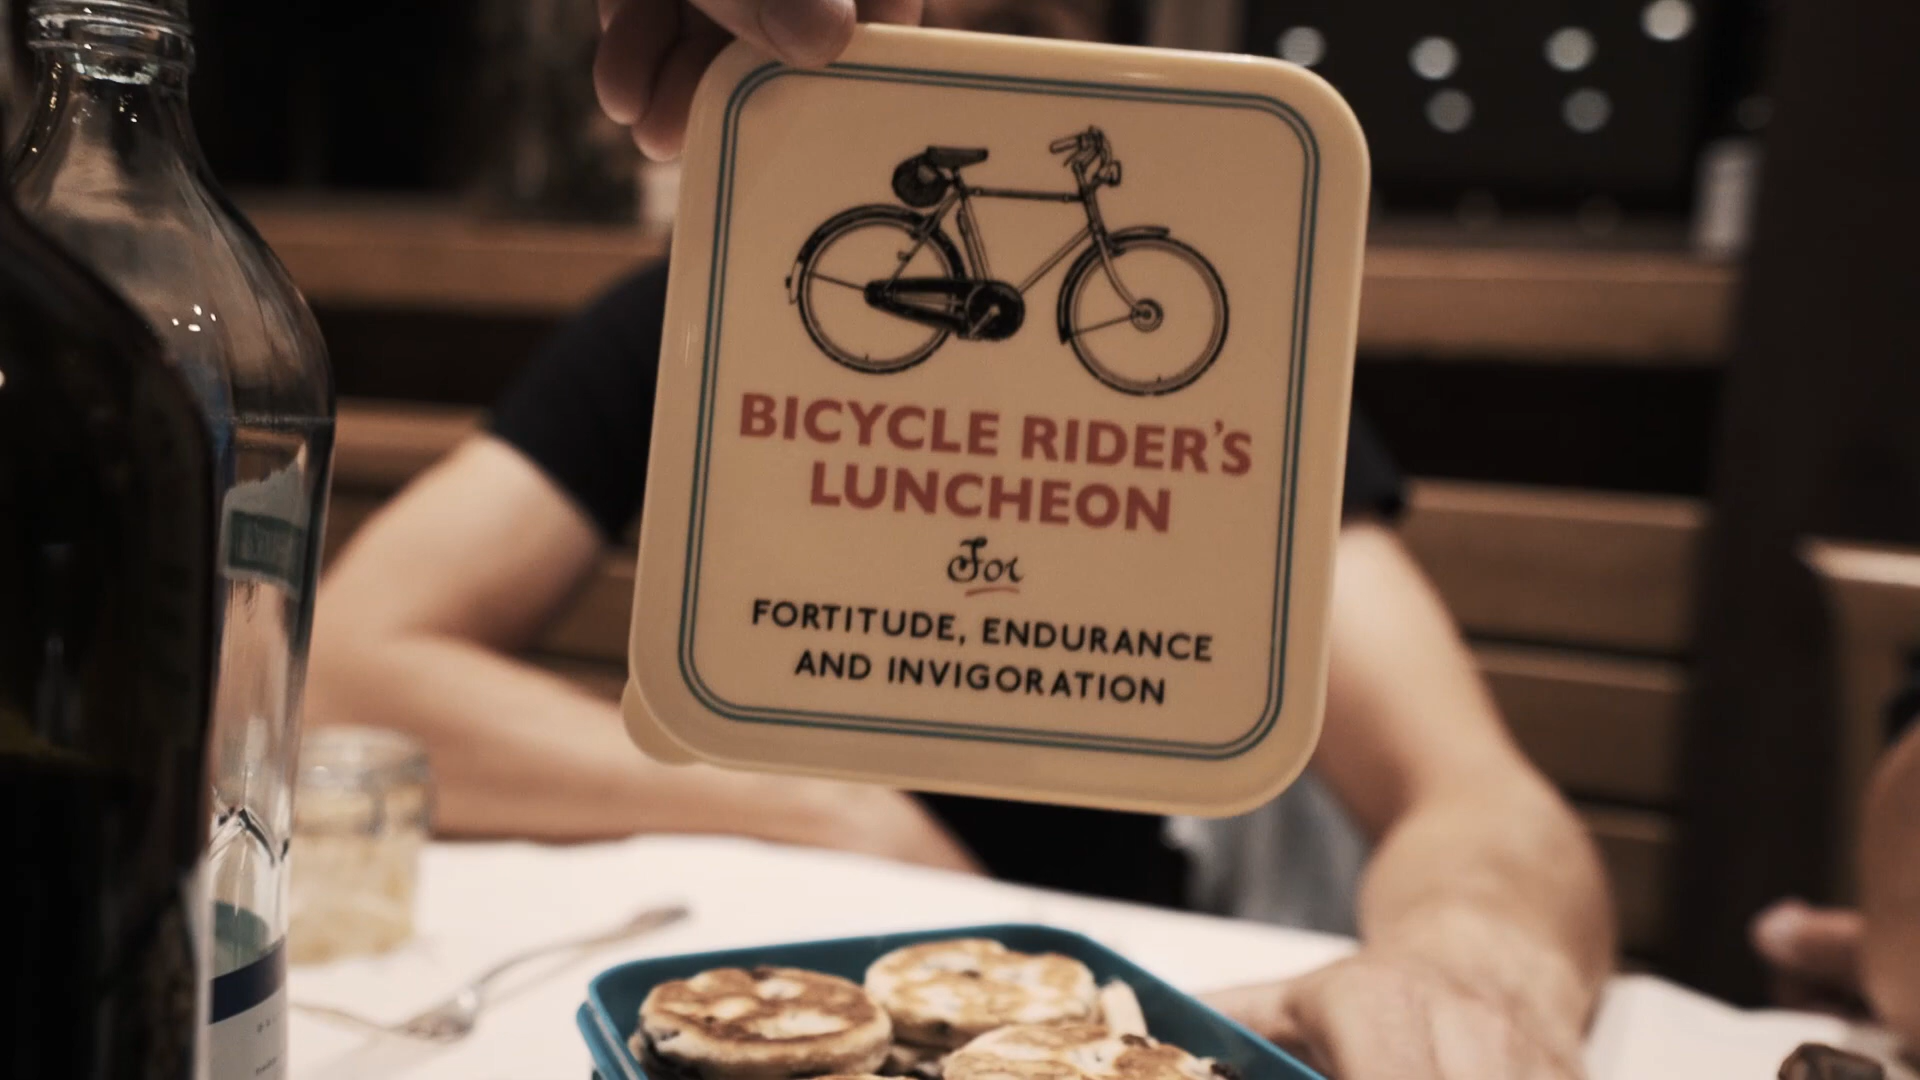 BICYCLE RIDER'S
LUNCHEON
For
FORTITUDE, ENDURANCE
AND INVIGORATION